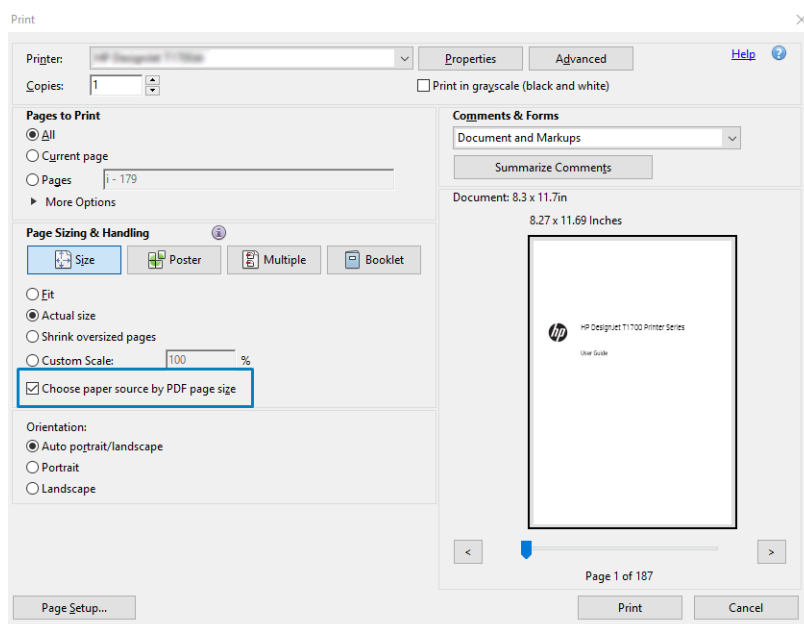 Print
Printer:
Properties
Advanced
Help
Copies:
1
Print in grayscale (black and white)
Pages to Print
All
Current page
Pages
i - 179
More Options
Comments & Forms
Document and Markups
Summarize Comments
Page Sizing & Handling
Size
Poster
Multiple
Booklet
Fit
Actual size
Shrink oversized pages
Custom Scale:
100
%
Choose paper source by PDF page size
Orientation:
Auto portrait/landscape
Portrait
Landscape
Document: 8.3 x 11.7in
8.27 x 11.69 Inches
hp
HP DesignJet T1700 Printer Series
User Guide
<
>
Page 1 of 187
Page Setup...
Print
Cancel